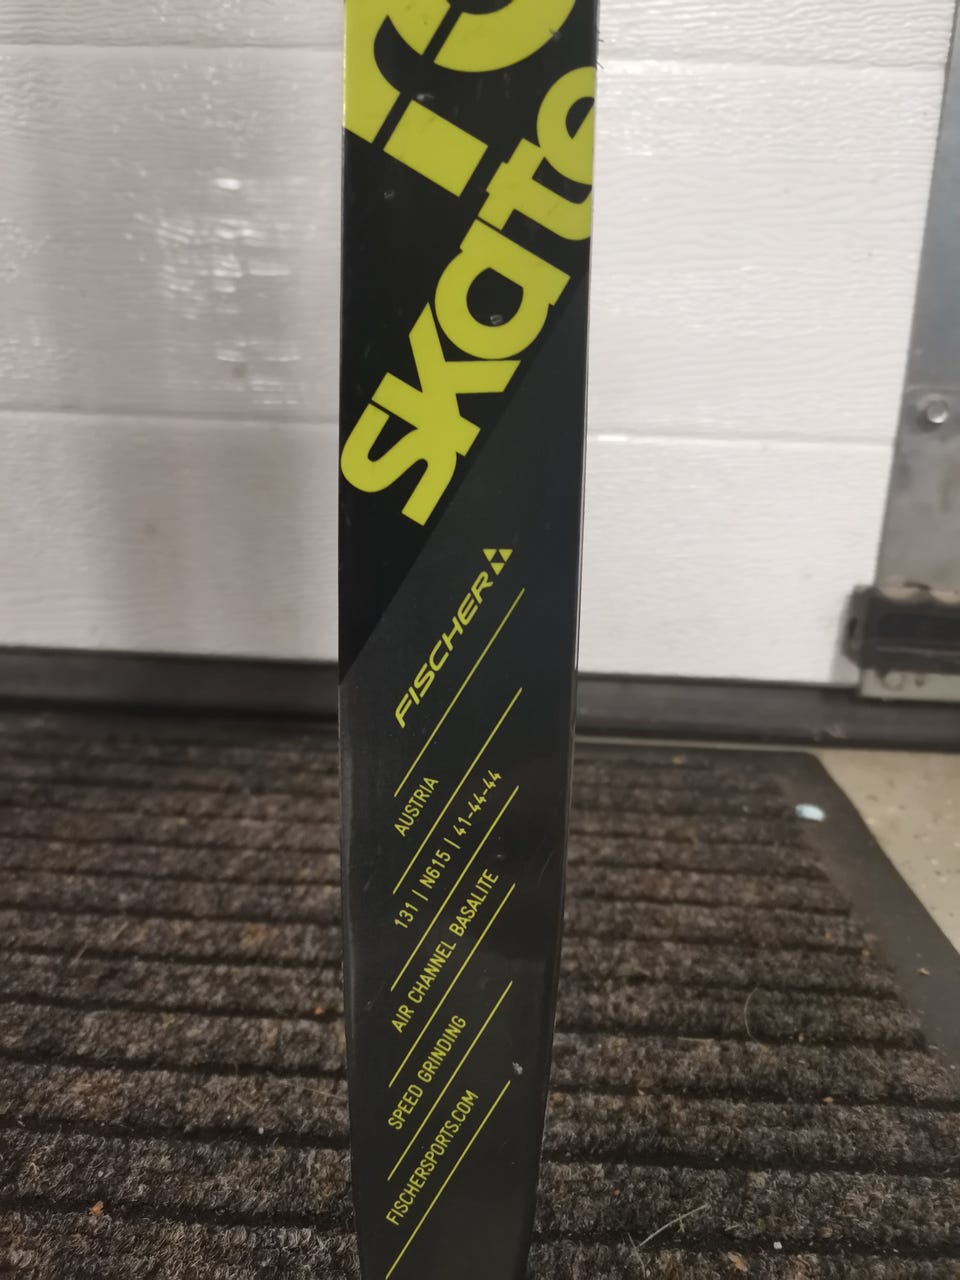 skate
FISCHER
AUSTRIA
131 | N615 | 41-44-44
AIR CHANNEL BASALITE
SPEED GRINDING
FISCHERSPORTS.COM